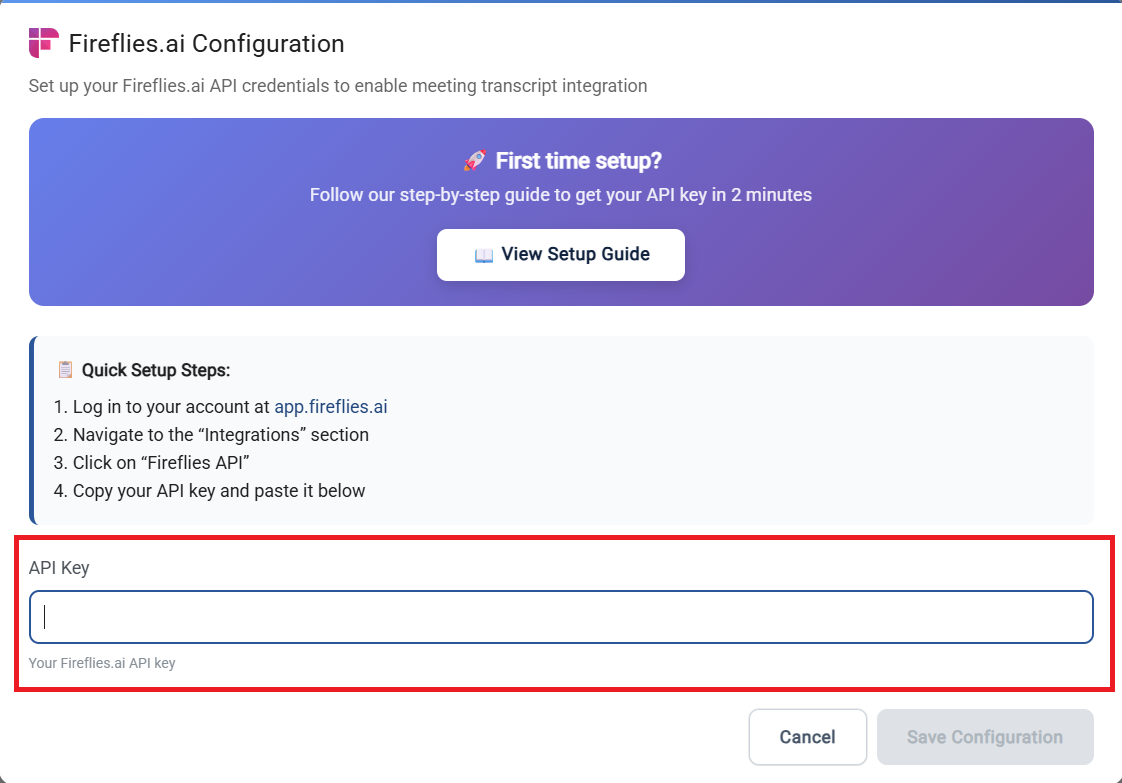 Fireflies.ai Configuration
Set up your Fireflies.ai API credentials to enable meeting transcript integration
🚀 First time setup?
Follow our step-by-step guide to get your API key in 2 minutes
📖 View Setup Guide
📋 Quick Setup Steps:
1. Log in to your account at app.fireflies.ai
2. Navigate to the “Integrations” section
3. Click on “Fireflies API”
4. Copy your API key and paste it below
API Key
Your Fireflies.ai API key
Cancel
Save Configuration